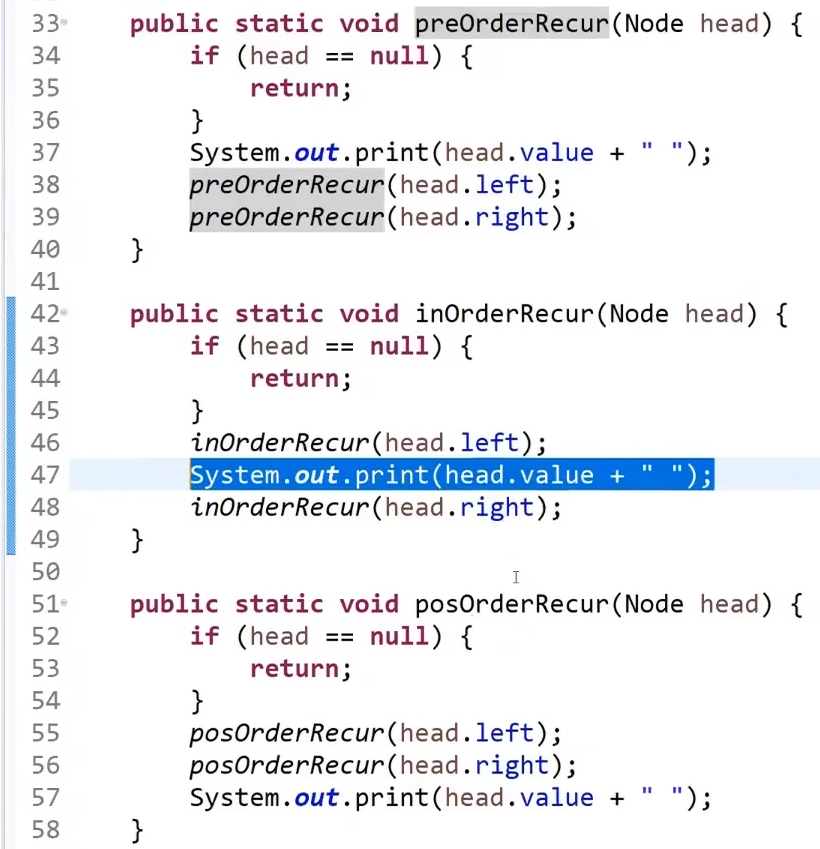 33 public static void preOrderRecur(Node head) {
34 if (head == null) {
35 return;
36 }
37 System.out.print(head.value + " ");
38 preOrderRecur(head.left);
39 preOrderRecur(head.right);
40 }
41
42 public static void inOrderRecur(Node head) {
43 if (head == null) {
44 return;
45 }
46 inOrderRecur(head.left);
47 System.out.print(head.value + " ");
48 inOrderRecur(head.right);
49 }
50
51 public static void posOrderRecur(Node head) {
52 if (head == null) {
53 return;
54 }
55 posOrderRecur(head.left);
56 posOrderRecur(head.right);
57 System.out.print(head.value + " ");
58 }